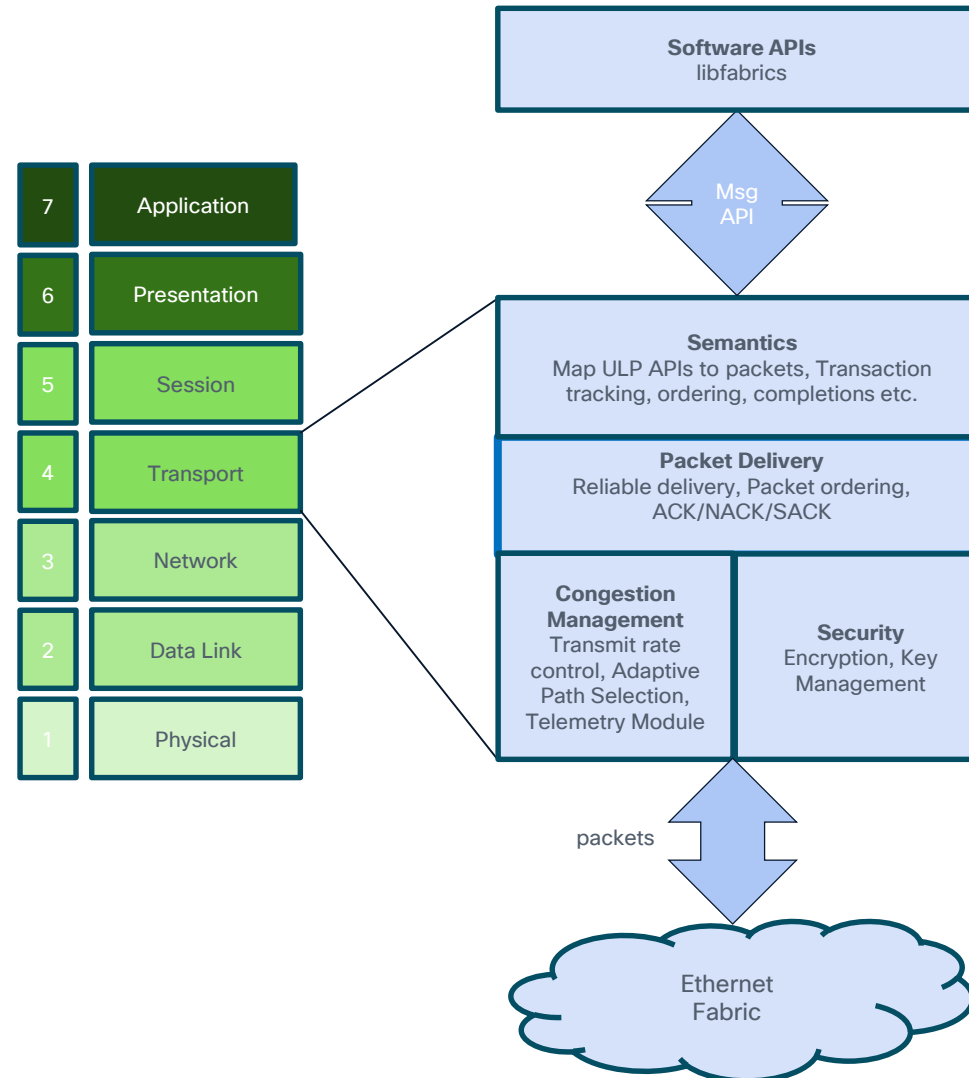 Software APIs
libfabrics
Msg
API
7
Application
6
Presentation
5
Session
4
Transport
3
Network
2
Data Link
1
Physical
Semantics
Map ULP APIs to packets, Transaction
tracking, ordering, completions etc.
Packet Delivery
Reliable delivery, Packet ordering,
ACK/NACK/SACK
Congestion
Management
Transmit rate
control, Adaptive
Path Selection,
Telemetry Module
Security
Encryption, Key
Management
packets
Ethernet
Fabric